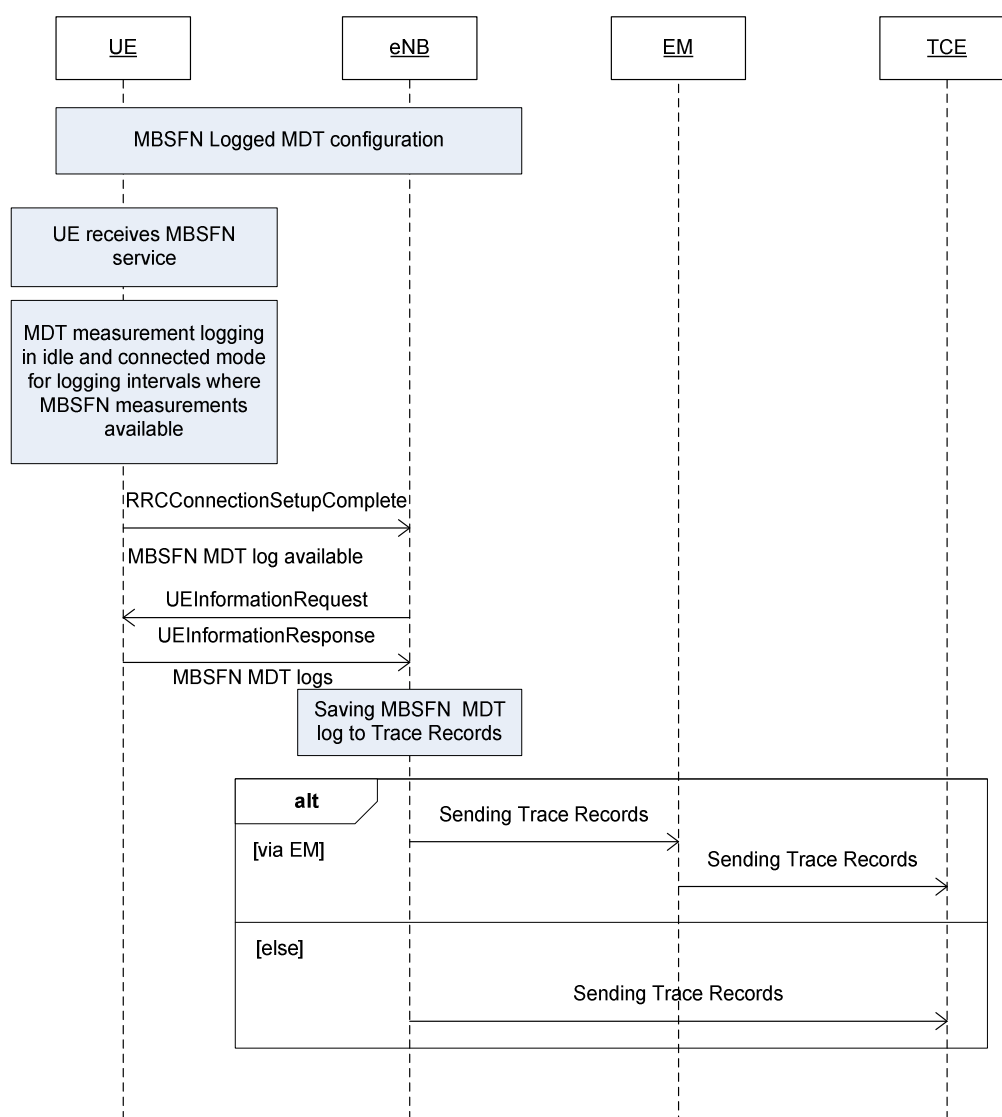 UE
eNB
EM
TCE
MBSFN Logged MDT configuration
UE receives MBSFN
service
MDT measurement logging
in idle and connected mode
for logging intervals where
MBSFN measurements
available
RRCConnectionSetupComplete
MBSFN MDT log available
UEInformationRequest
UEInformationResponse
MBSFN MDT logs
Saving MBSFN MDT
log to Trace Records
alt
Sending Trace Records
[via EM]
Sending Trace Records
[else]
Sending Trace Records